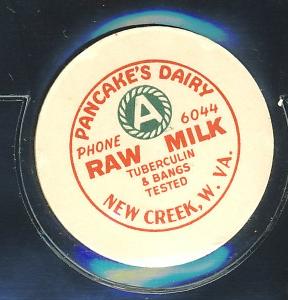 PANCAKE'S DAIRY
A
PHONE 6044
RAW MILK
TUBERCULIN
& BANGS
TESTED
NEW CREEK, W. VA.